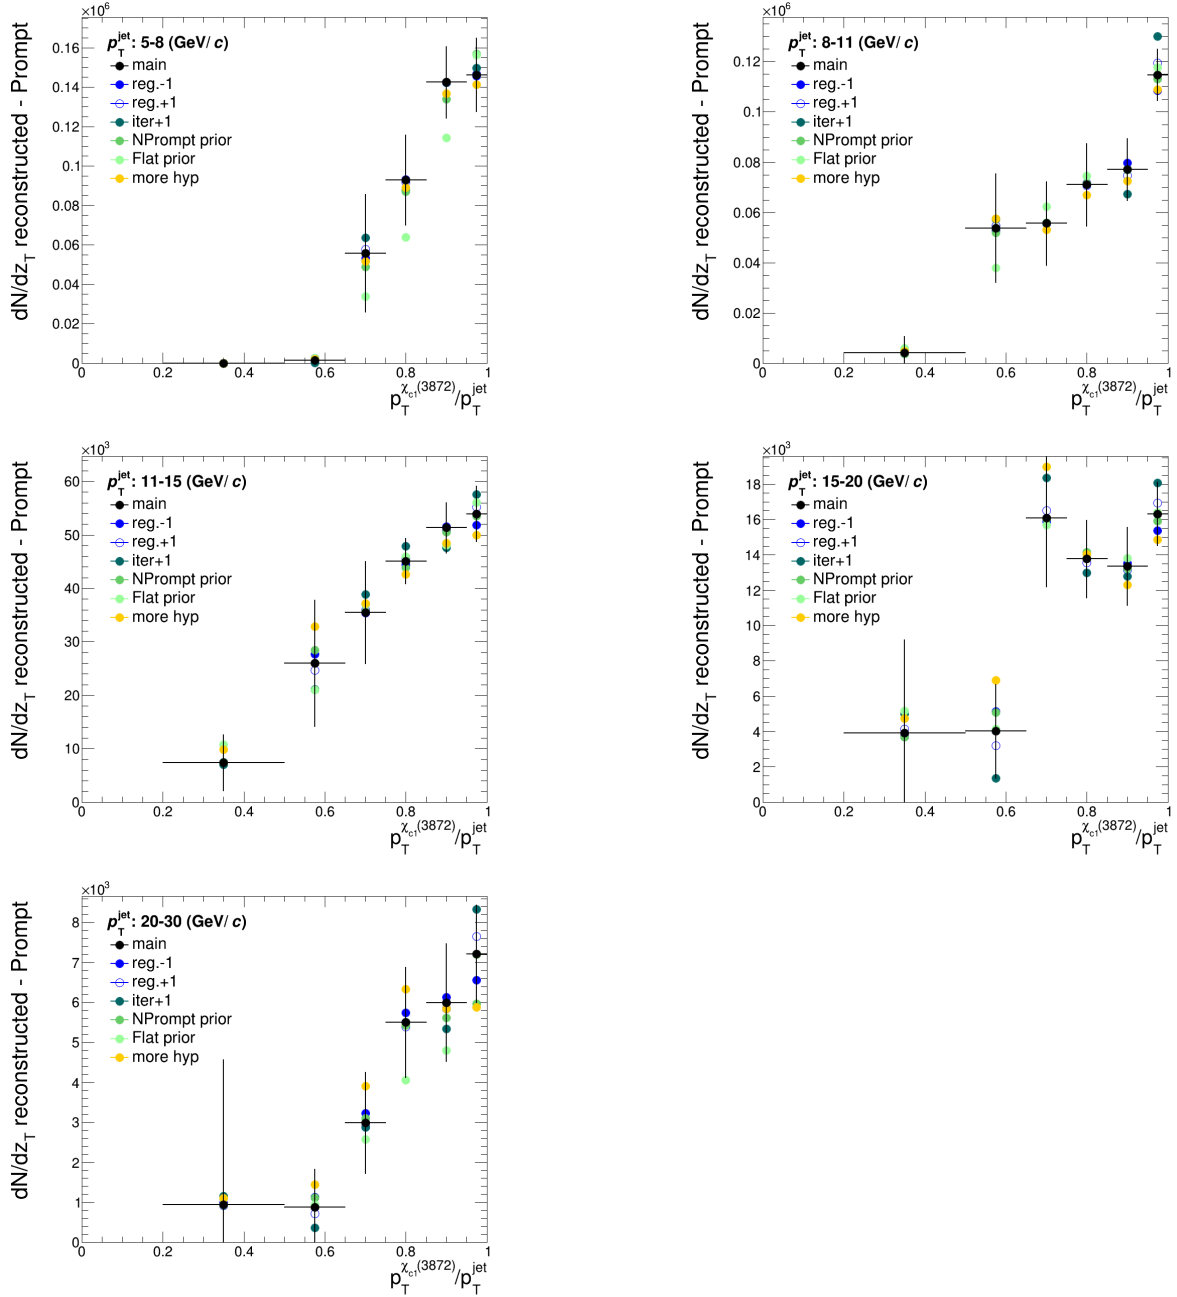 ×10⁶
dN/dz_T reconstructed - Prompt
p_T^jet: 5-8 (GeV/c)
main
reg.-1
reg.+1
iter+1
NPrompt prior
Flat prior
more hyp
0.16
0.14
0.12
0.1
0.08
0.06
0.04
0.02
0
0 0.2 0.4 0.6 0.8 1
p_T^χc1(3872)/p_T^jet
×10⁶
dN/dz_T reconstructed - Prompt
p_T^jet: 8-11 (GeV/c)
main
reg.-1
reg.+1
iter+1
NPrompt prior
Flat prior
more hyp
0.12
0.1
0.08
0.06
0.04
0.02
0
0 0.2 0.4 0.6 0.8 1
p_T^χc1(3872)/p_T^jet
×10³
dN/dz_T reconstructed - Prompt
p_T^jet: 11-15 (GeV/c)
main
reg.-1
reg.+1
iter+1
NPrompt prior
Flat prior
more hyp
60
50
40
30
20
10
0
0 0.2 0.4 0.6 0.8 1
p_T^χc1(3872)/p_T^jet
×10³
dN/dz_T reconstructed - Prompt
p_T^jet: 15-20 (GeV/c)
main
reg.-1
reg.+1
iter+1
NPrompt prior
Flat prior
more hyp
18
16
14
12
10
8
6
4
2
0
0 0.2 0.4 0.6 0.8 1
p_T^χc1(3872)/p_T^jet
×10³
dN/dz_T reconstructed - Prompt
p_T^jet: 20-30 (GeV/c)
main
reg.-1
reg.+1
iter+1
NPrompt prior
Flat prior
more hyp
8
7
6
5
4
3
2
1
0
0 0.2 0.4 0.6 0.8 1
p_T^χc1(3872)/p_T^jet